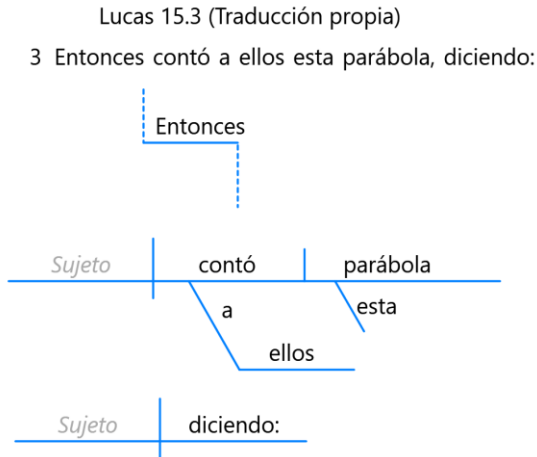 Lucas 15.3 (Traducción propia)
3 Entonces contó a ellos esta parábola, diciendo:
Entonces
Sujeto contó parábola
a esta
ellos
Sujeto diciendo: